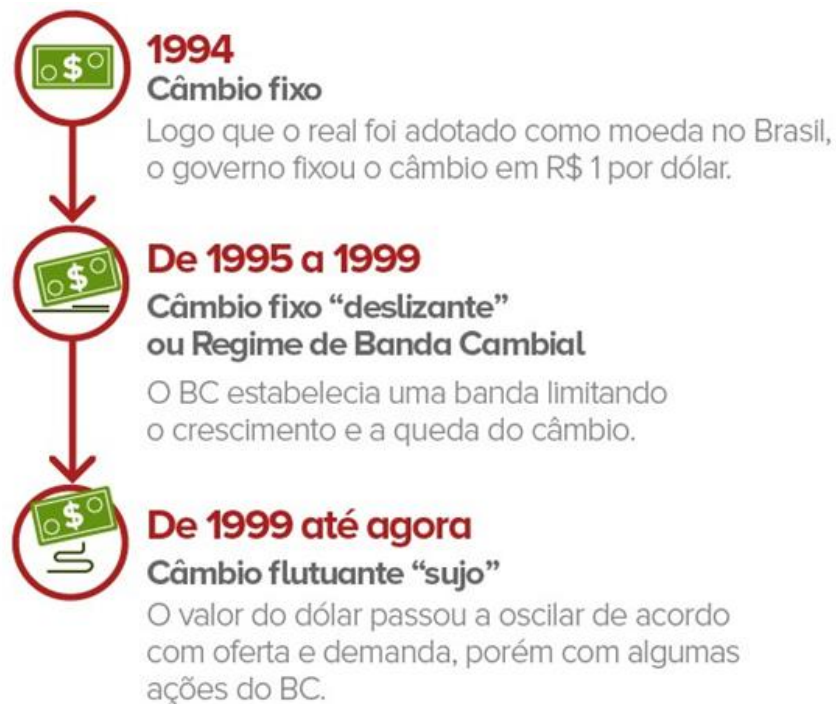 $
1994
Câmbio fixo
Logo que o real foi adotado como moeda no Brasil,
o governo fixou o câmbio em R$ 1 por dólar.
$
De 1995 a 1999
Câmbio fixo “deslizante”
ou Regime de Banda Cambial
O BC estabelecia uma banda limitando
o crescimento e a queda do câmbio.
$
De 1999 até agora
Câmbio flutuante “sujo”
O valor do dólar passou a oscilar de acordo
com oferta e demanda, porém com algumas
ações do BC.